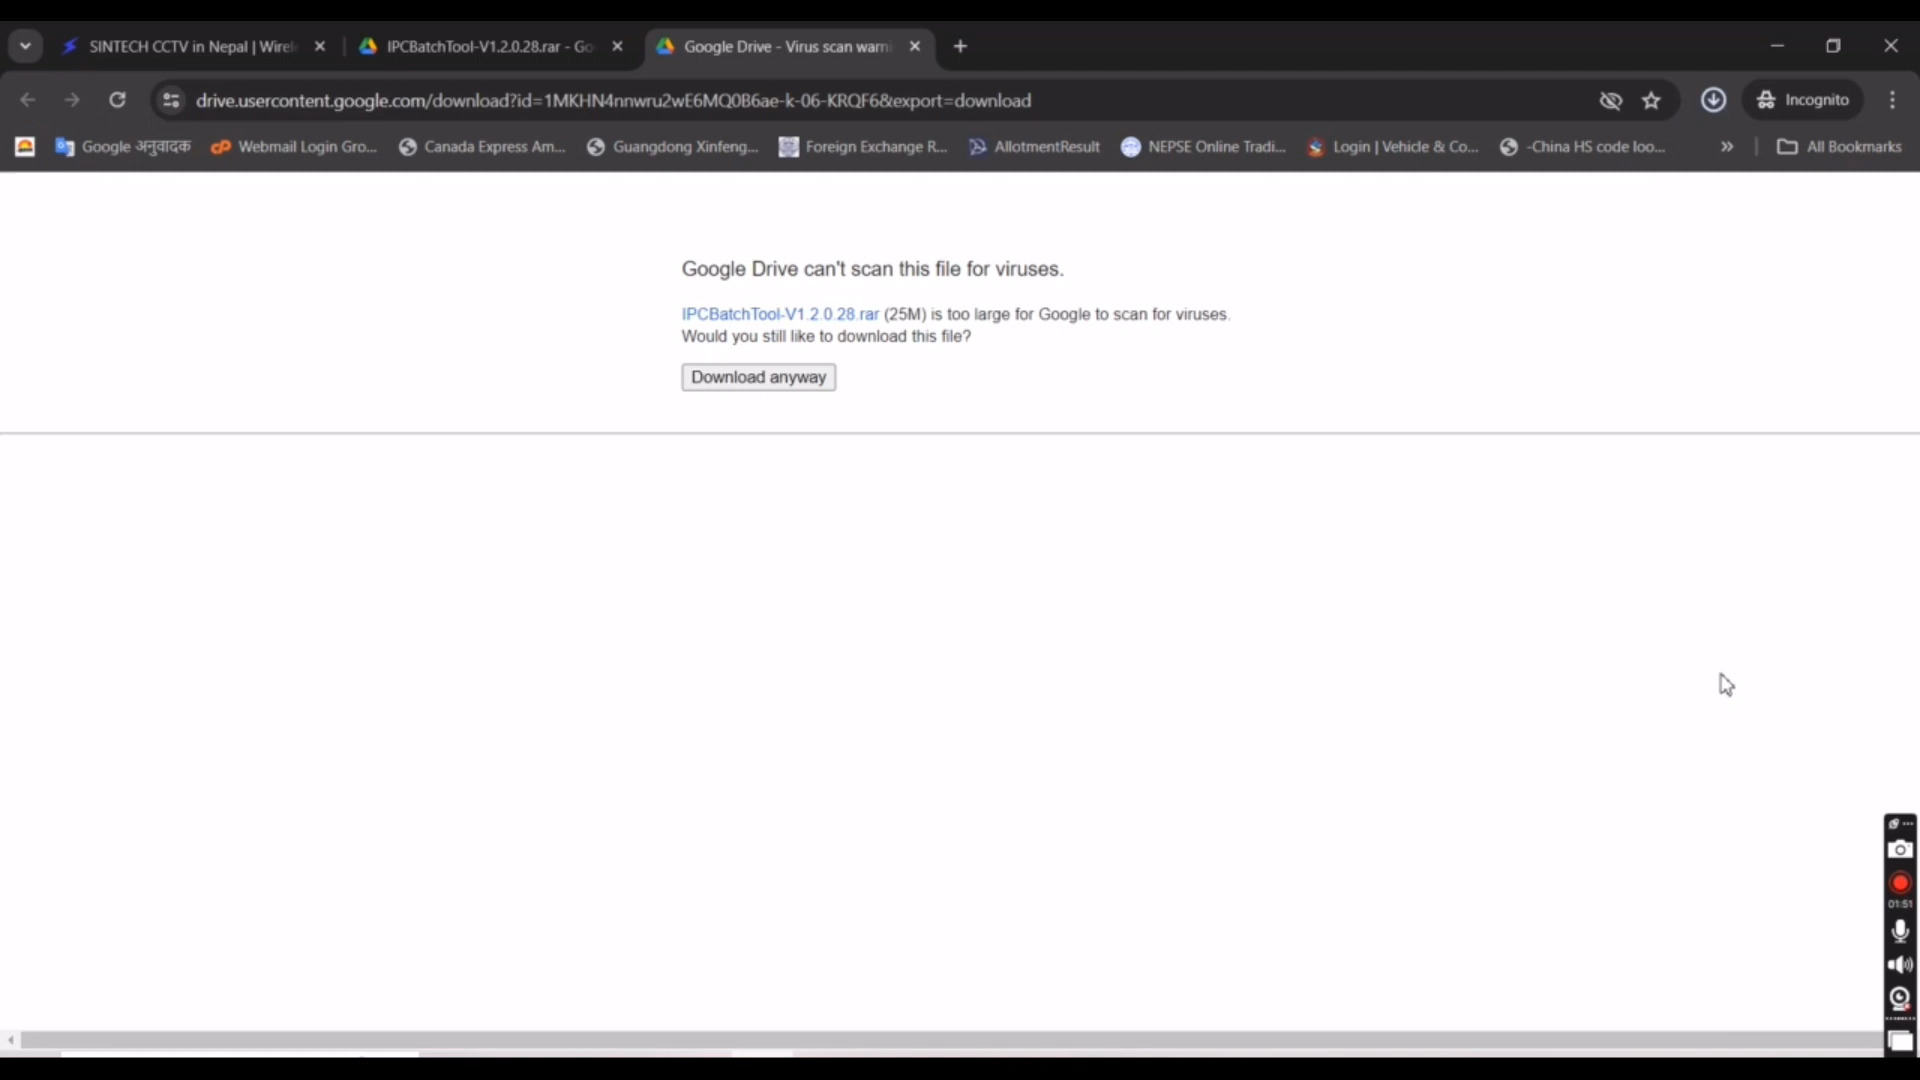 SINTECH CCTV in Nepal | Wirel
IPCBatchTool-V1.2.0.28.rar - Go
Google Drive - Virus scan warni
drive.usercontent.google.com/download?id=1MKHN4nnwru2wE6MQ0B6ae-k-06-KRQF6&export=download
Incognito
Google अनुवादक
Webmail Login Gro...
Canada Express Am...
Guangdong Xinfeng...
Foreign Exchange R...
AllotmentResult
NEPSE Online Tradi...
Login | Vehicle & Co...
-China HS code loo...
All Bookmarks
Google Drive can't scan this file for viruses.
IPCBatchTool-V1.2.0.28.rar (25M) is too large for Google to scan for viruses.
Would you still like to download this file?
Download anyway
01:51